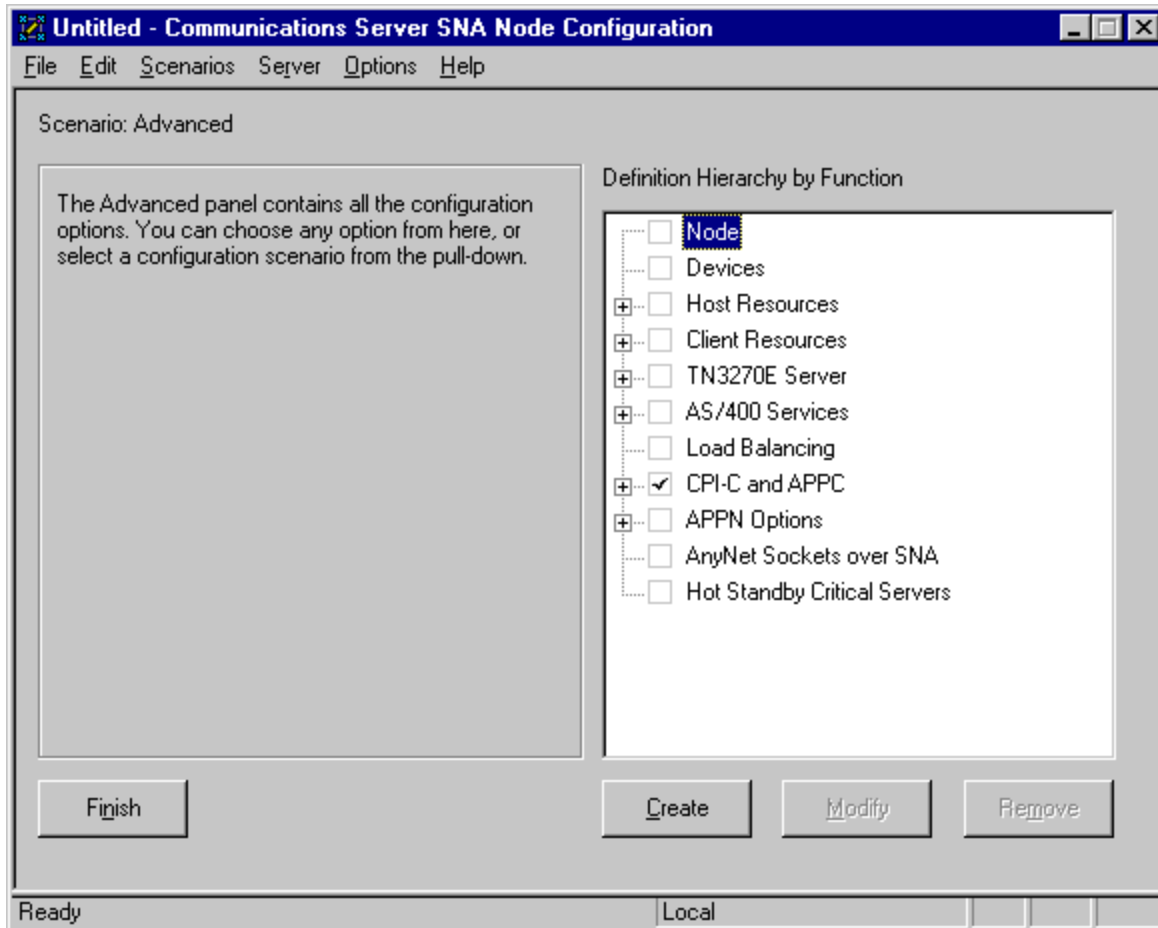 Untitled - Communications Server SNA Node Configuration
File Edit Scenarios Server Options Help
Scenario: Advanced
The Advanced panel contains all the configuration
options. You can choose any option from here, or
select a configuration scenario from the pull-down.
Definition Hierarchy by Function
Node
Devices
Host Resources
Client Resources
TN3270E Server
AS/400 Services
Load Balancing
CPI-C and APPC
APPN Options
AnyNet Sockets over SNA
Hot Standby Critical Servers
Finish
Create
Modify
Remove
Ready
Local